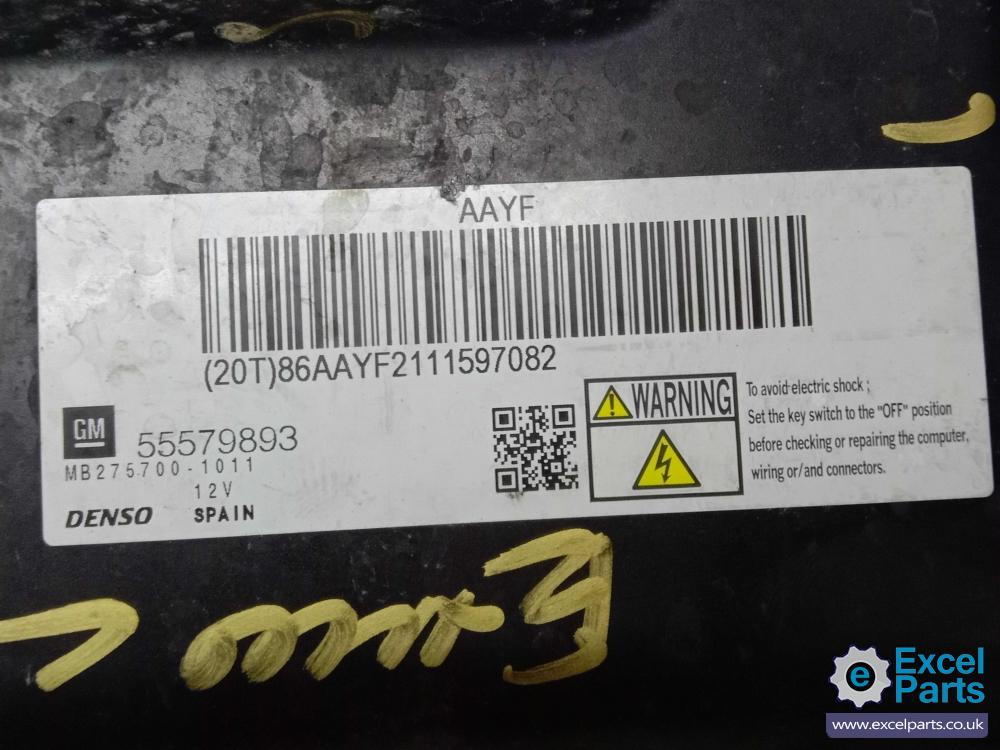 AAYF
(20T)86AAYF2111597082
GM
55579893
MB275700-1011
12V
DENSO SPAIN
WARNING
To avoid electric shock ;
Set the key switch to the "OFF" position
before checking or repairing the computer,
wiring or/and connectors.
e Excel
Parts
www.excelparts.co.uk